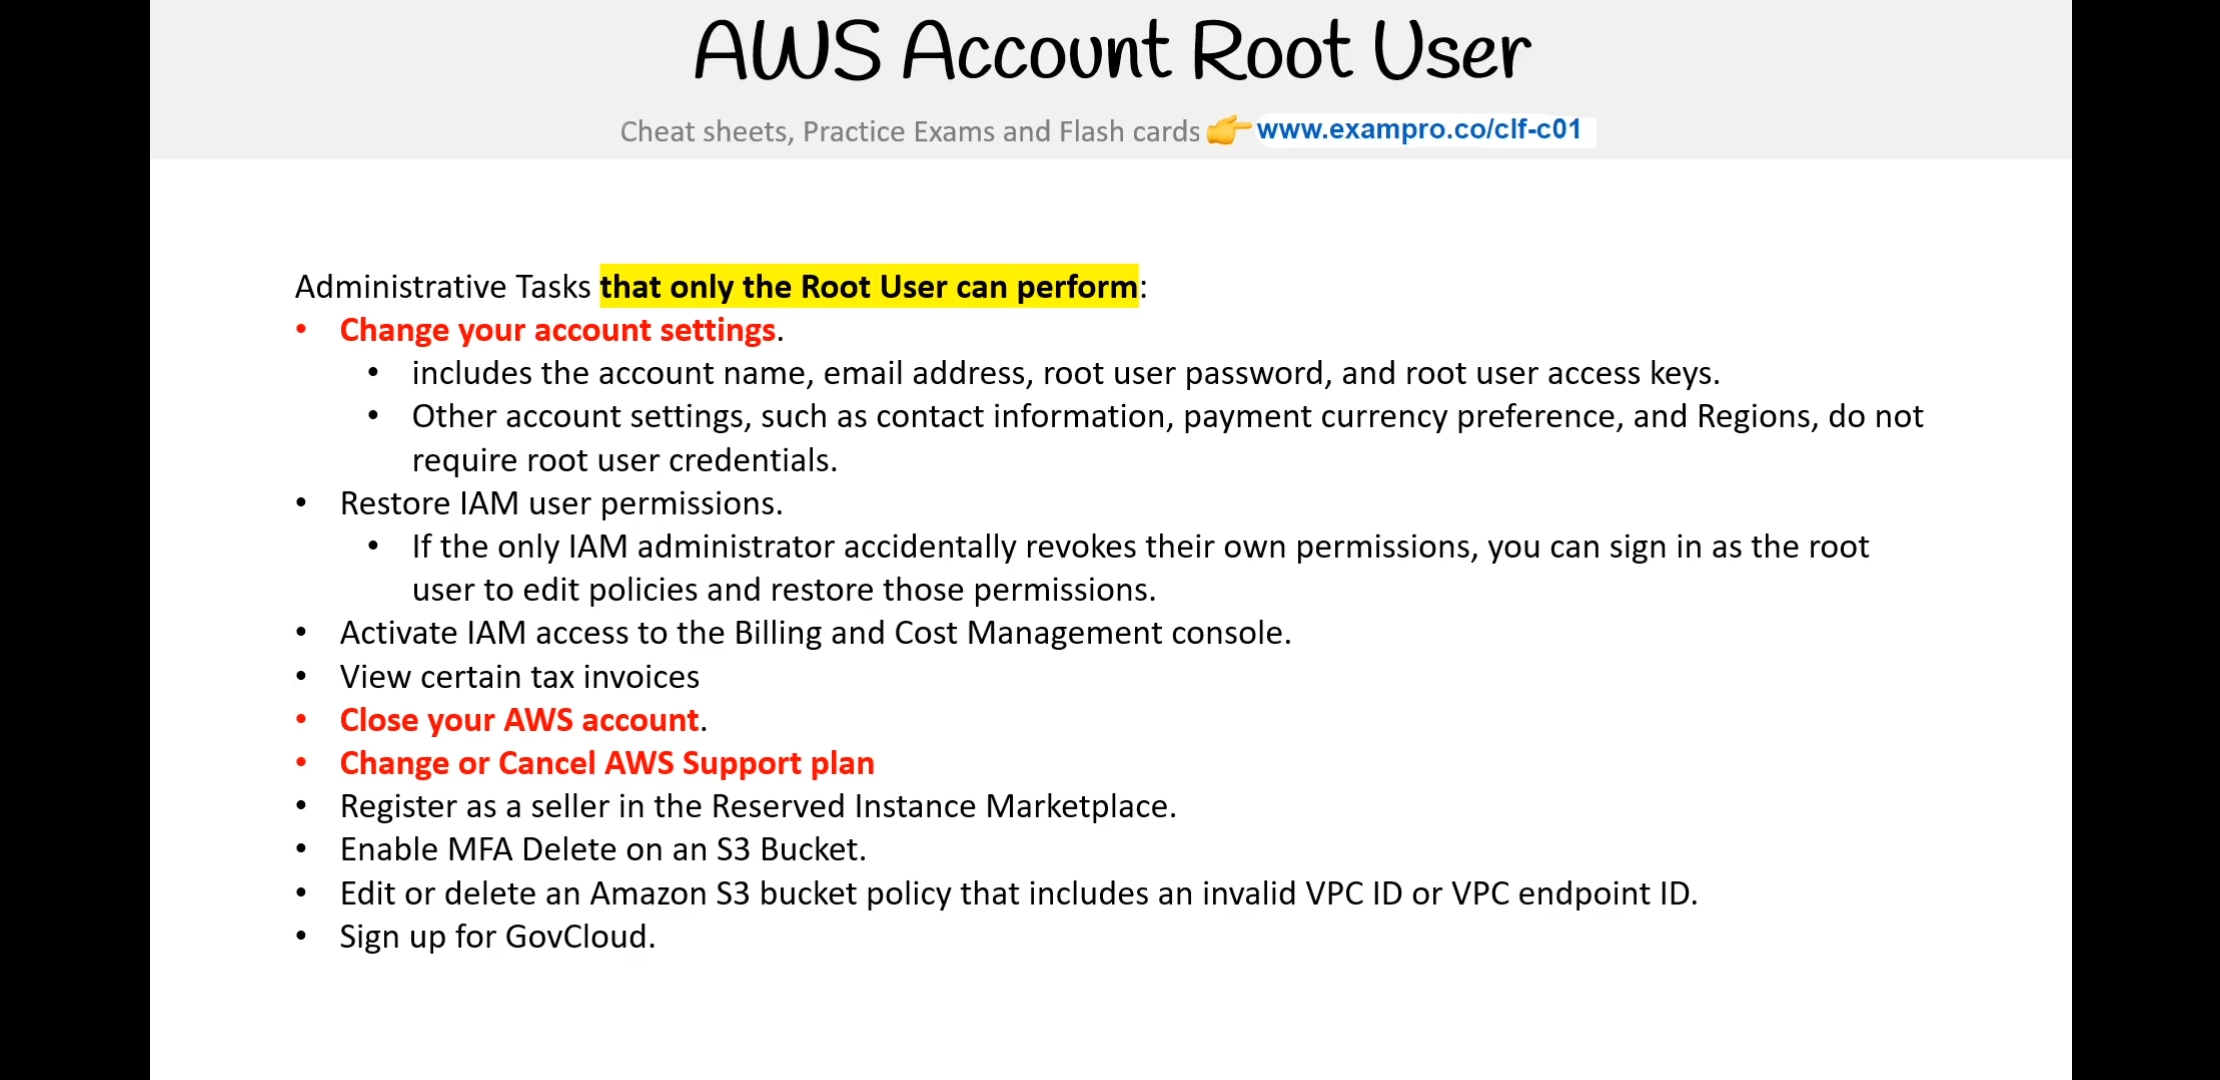 AWS Account Root User
Cheat sheets, Practice Exams and Flash cards 👉 www.exampro.co/clf-c01
Administrative Tasks that only the Root User can perform:
• Change your account settings.
• includes the account name, email address, root user password, and root user access keys.
• Other account settings, such as contact information, payment currency preference, and Regions, do not
require root user credentials.
• Restore IAM user permissions.
• If the only IAM administrator accidentally revokes their own permissions, you can sign in as the root
user to edit policies and restore those permissions.
• Activate IAM access to the Billing and Cost Management console.
• View certain tax invoices
• Close your AWS account.
• Change or Cancel AWS Support plan
• Register as a seller in the Reserved Instance Marketplace.
• Enable MFA Delete on an S3 Bucket.
• Edit or delete an Amazon S3 bucket policy that includes an invalid VPC ID or VPC endpoint ID.
• Sign up for GovCloud.